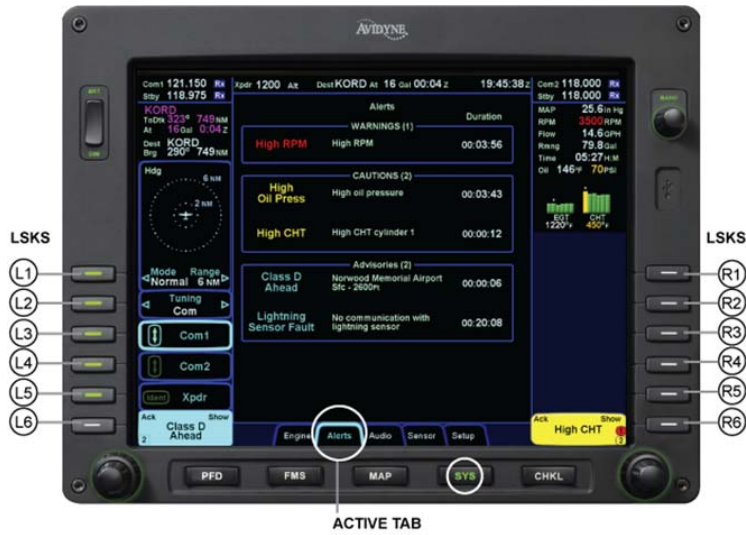 AVIDYNE
BRT
DIM
RADIO
Com1 121.150 Rx
Stby 118.975 Rx
Xpdr 1200 Alt
Dest KORD At 16 Gal 00:04 z
19:45:38 z
Com2 118.000 Rx
Stby 118.000 Rx
KORD
TnDtk 323° 749 NM
At 16 Gal 0:04 z
Dest KORD
Brg 290° 749 NM
Hdg
6 NM
2 NM
Mode Range
Normal 6 NM
Tuning
Com
Com1
Com2
Ident Xpdr
Ack Show
Class D
Ahead
2
Alerts
Duration
WARNINGS (1)
High RPM High RPM 00:03:56
CAUTIONS (2)
High
Oil Press High oil pressure 00:03:43
High CHT High CHT cylinder 1 00:00:12
Advisories (2)
Class D
Ahead
Norwood Memorial Airport
Sfc - 2600ft
00:00:06
Lightning
Sensor Fault
No communication with
lightning sensor
00:20:08
Engine Alerts Audio Sensor Setup
MAP 25.6 in Hg
RPM 3500 RPM
Flow 14.6 GPH
Rmng 79.8 Gal
Time 05:27 H:M
Oil 146°F 70 PSI
EGT CHT
1220°F 450°F
Ack Show
High CHT
1
2
LSKS
L1
L2
L3
L4
L5
L6
LSKS
R1
R2
R3
R4
R5
R6
PFD FMS MAP SYS CHKL
ACTIVE TAB